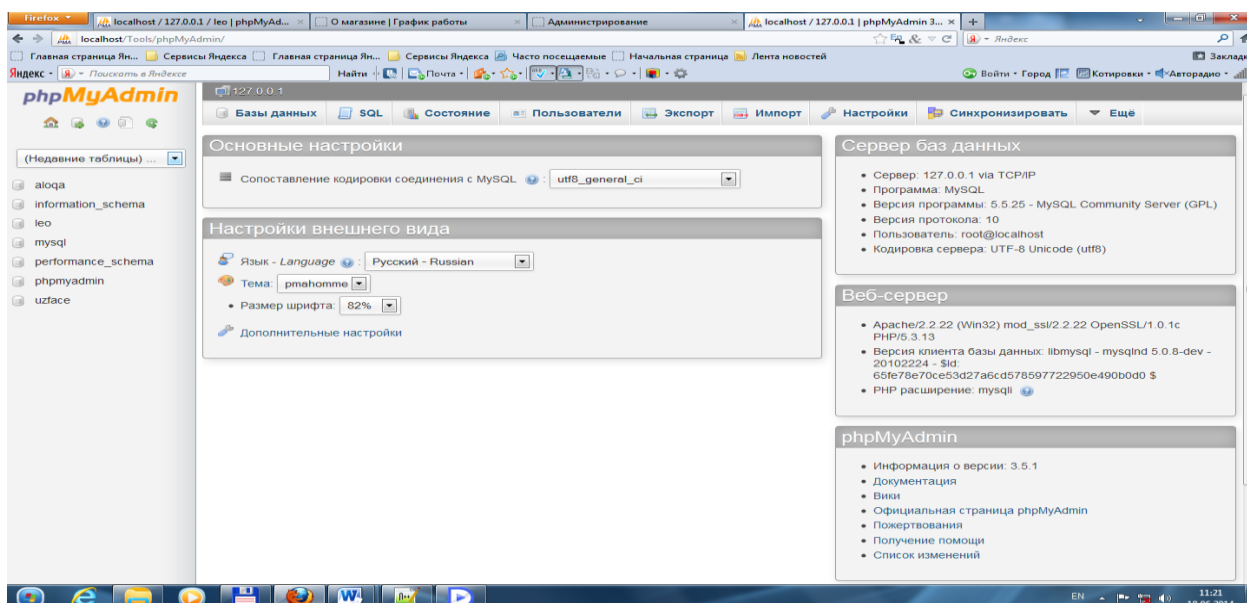 Firefox
localhost / 127.0.0.1 / leo | phpMyAd...
О магазине | График работы
Администрирование
localhost / 127.0.0.1 | phpMyAdmin 3...
localhost/Tools/phpMyAdmin/
Яндекс
Главная страница Ян...
Сервисы Яндекса
Главная страница Ян...
Сервисы Яндекса
Часто посещаемые
Начальная страница
Лента новостей
Закладки
Яндекс
Поискать в Яндексе
Найти
Почта
Войти
Город
Котировки
Авторадио
phpMyAdmin
(Недавние таблицы) ...
aloqa
information_schema
leo
mysql
performance_schema
phpmyadmin
uzface
127.0.0.1
Базы данных
SQL
Состояние
Пользователи
Экспорт
Импорт
Настройки
Синхронизировать
Ещё
Основные настройки
Сопоставление кодировки соединения с MySQL : utf8_general_ci
Настройки внешнего вида
Язык - Language : Русский - Russian
Тема: pmahomme
Размер шрифта: 82%
Дополнительные настройки
Сервер баз данных
Сервер: 127.0.0.1 via TCP/IP
Программа: MySQL
Версия программы: 5.5.25 - MySQL Community Server (GPL)
Версия протокола: 10
Пользователь: root@localhost
Кодировка сервера: UTF-8 Unicode (utf8)
Веб-сервер
Apache/2.2.22 (Win32) mod_ssl/2.2.22 OpenSSL/1.0.1c
PHP/5.3.13
Версия клиента базы данных: libmysql - mysqlnd 5.0.8-dev -
20102224 - $Id:
65fe78e70ce53d27a6cd578597722950e490b0d0 $
PHP расширение: mysqli
phpMyAdmin
Информация о версии: 3.5.1
Документация
Вики
Официальная страница phpMyAdmin
Пожертвования
Получение помощи
Список изменений
EN
11:21